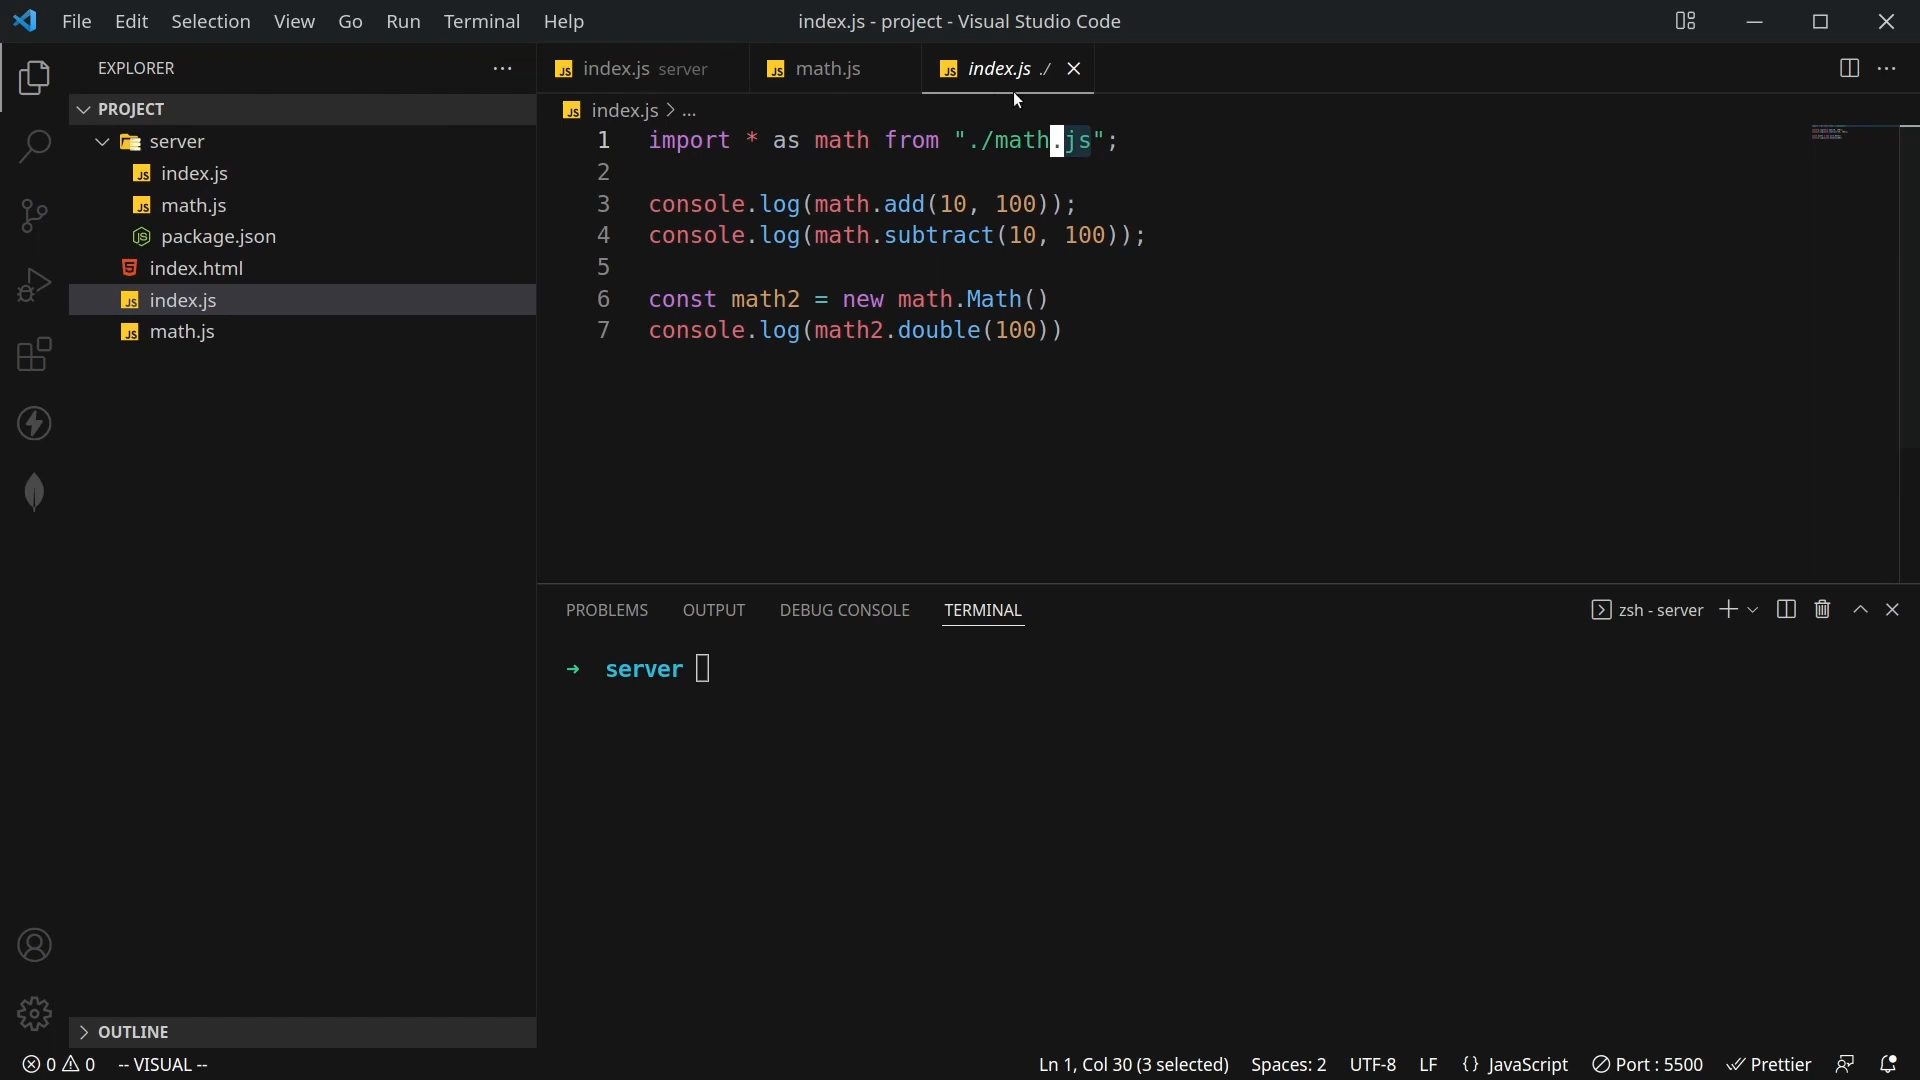 File Edit Selection View Go Run Terminal Help index.js - project - Visual Studio Code
EXPLORER
PROJECT
server
index.js
math.js
package.json
index.html
index.js
math.js
OUTLINE
index.js server math.js index.js ./
index.js > ...
1 import * as math from "./math.js";
2
3 console.log(math.add(10, 100));
4 console.log(math.subtract(10, 100));
5
6 const math2 = new math.Math()
7 console.log(math2.double(100))
PROBLEMS OUTPUT DEBUG CONSOLE TERMINAL zsh - server
→ server
0 0 -- VISUAL -- Ln 1, Col 30 (3 selected) Spaces: 2 UTF-8 LF {} JavaScript Port : 5500 Prettier